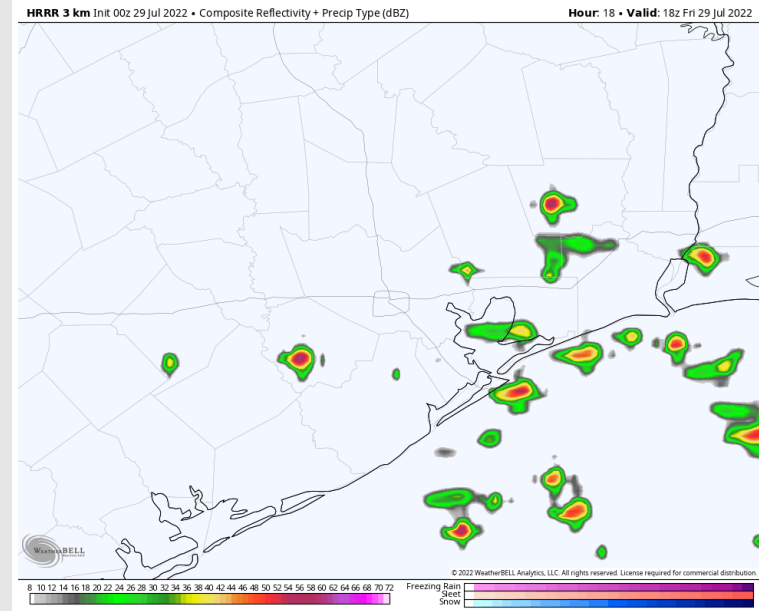 HRRR 3 km Init 00z 29 Jul 2022 • Composite Reflectivity + Precip Type (dBZ)
Hour: 18 • Valid: 18z Fri 29 Jul 2022
WEATHERBELL
© 2022 WeatherBELL Analytics, LLC. All rights reserved. License required for commercial distribution.
8 10 12 14 16 18 20 22 24 26 28 30 32 34 36 38 40 42 44 46 48 50 52 54 56 58 60 62 64 66 68 70 72
Freezing Rain
Sleet
Snow